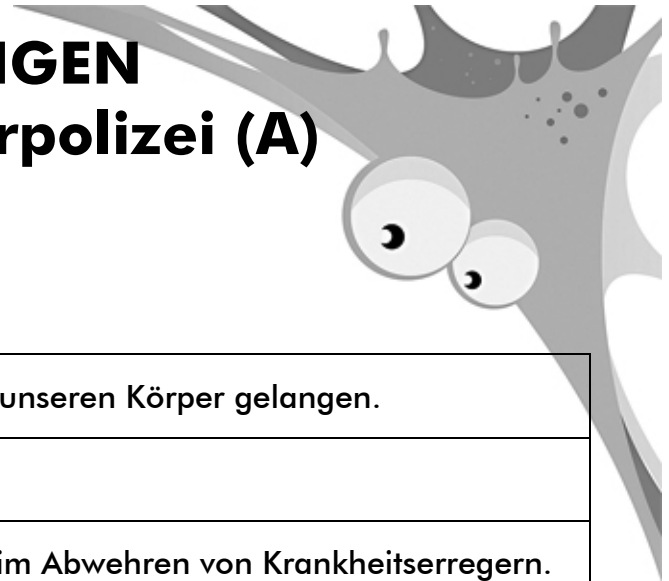 IGEN
rpolizei (A)
unseren Körper gelangen.
im Abwehren von Krankheitserregern.